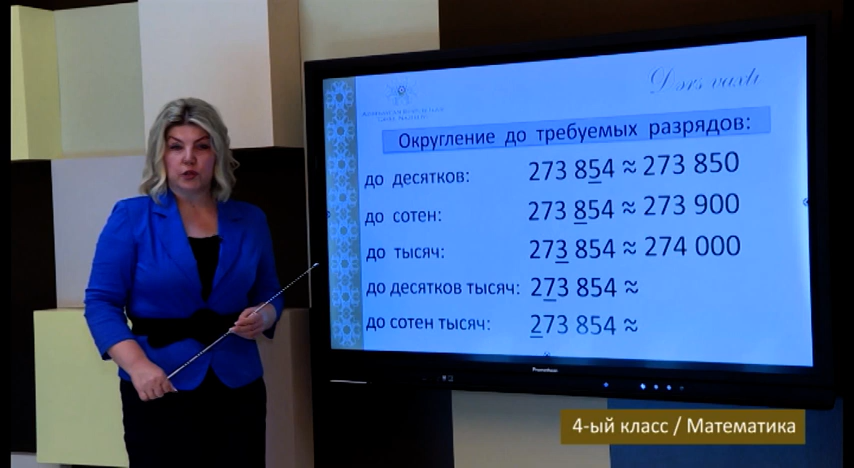 Dərs vaxtı
Округление до требуемых разрядов:
до десятков: 273 854 ≈ 273 850
до сотен: 273 854 ≈ 273 900
до тысяч: 273 854 ≈ 274 000
до десятков тысяч: 273 854 ≈
до сотен тысяч: 273 854 ≈
Promethean
4-ый класс / Математика